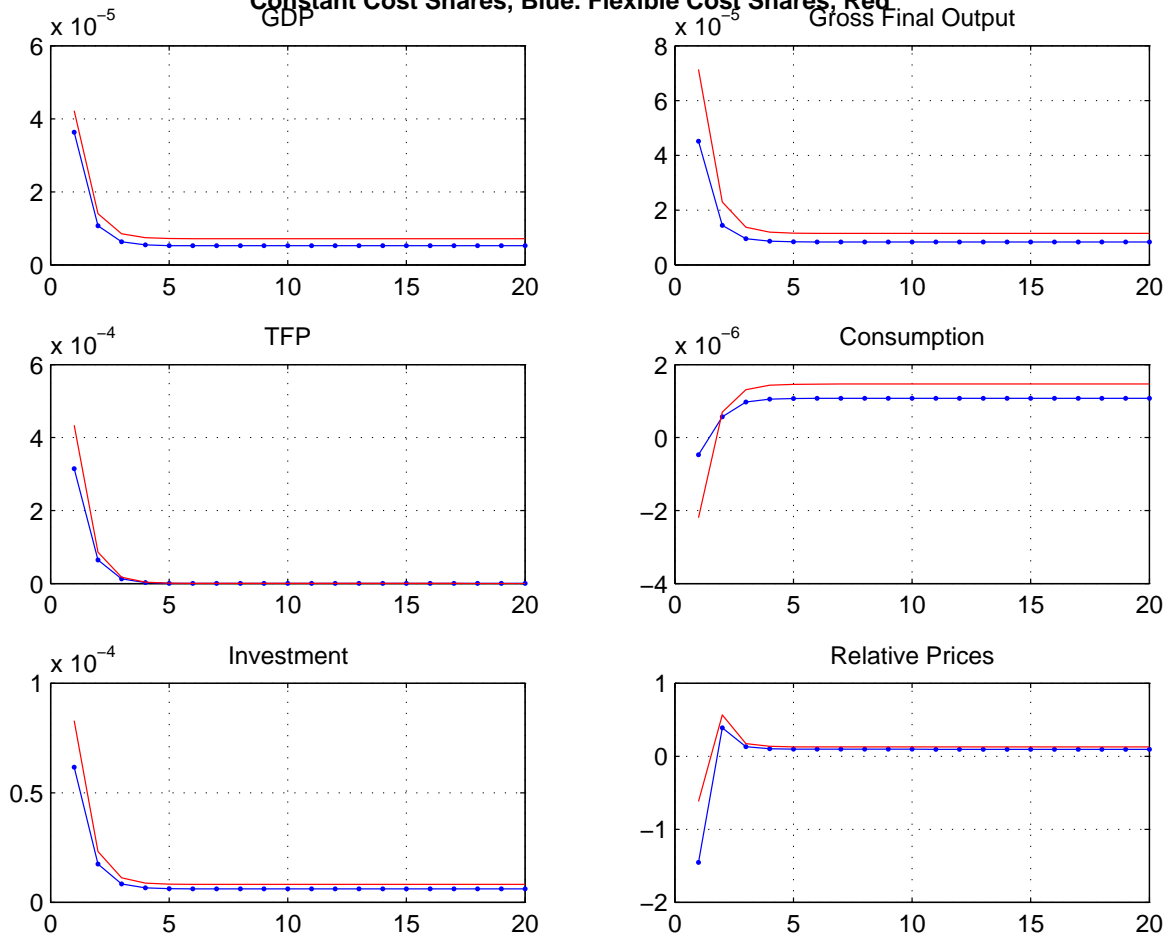 Constant Cost Shares, Blue. Flexible Cost Shares, Red
GDP
x 10⁻⁵
6
4
2
0
0 5 10 15 20
Gross Final Output
x 10⁻⁵
8
6
4
2
0
0 5 10 15 20
TFP
x 10⁻⁴
6
4
2
0
0 5 10 15 20
Consumption
x 10⁻⁶
2
0
−2
−4
0 5 10 15 20
Investment
x 10⁻⁴
1
0.5
0
0 5 10 15 20
Relative Prices
1
0
−1
−2
0 5 10 15 20